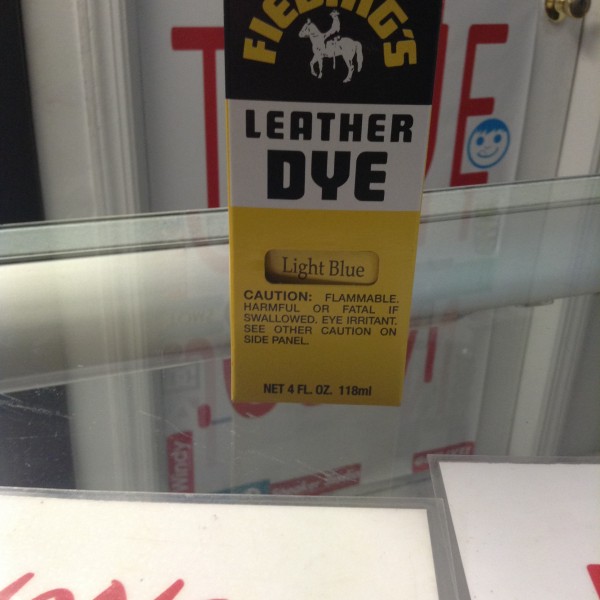 FIEBING'S
LEATHER
DYE
Light Blue
CAUTION: FLAMMABLE.
HARMFUL OR FATAL IF
SWALLOWED. EYE IRRITANT.
SEE OTHER CAUTION ON
SIDE PANEL.
NET 4 FL. OZ. 118ml
Windy